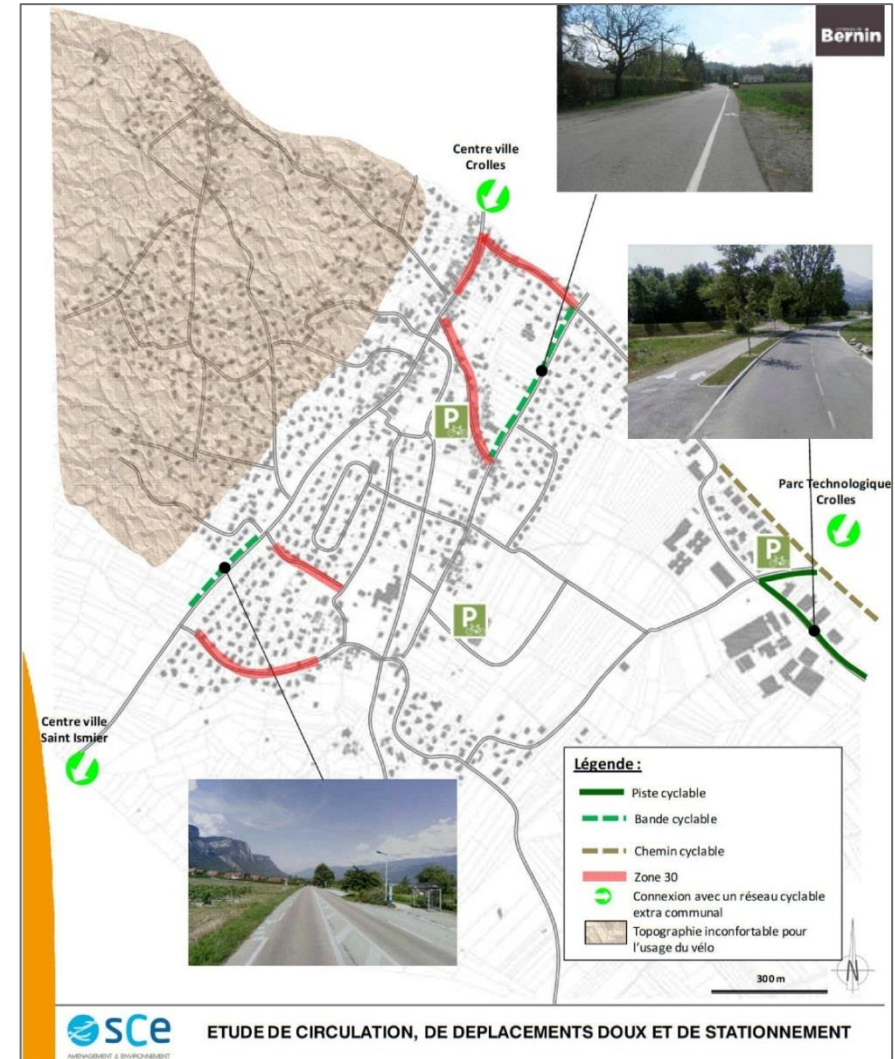 Bernin
Centre ville
Crolles
P
Parc Technologique
Crolles
P
P
Centre ville
Saint Ismier
Légende :
Piste cyclable
Bande cyclable
Chemin cyclable
Zone 30
Connexion avec un réseau cyclable
extra communal
Topographie inconfortable pour
l'usage du vélo
300 m
N
sce
AMENAGEMENT & ENVIRONNEMENT
ETUDE DE CIRCULATION, DE DEPLACEMENTS DOUX ET DE STATIONNEMENT